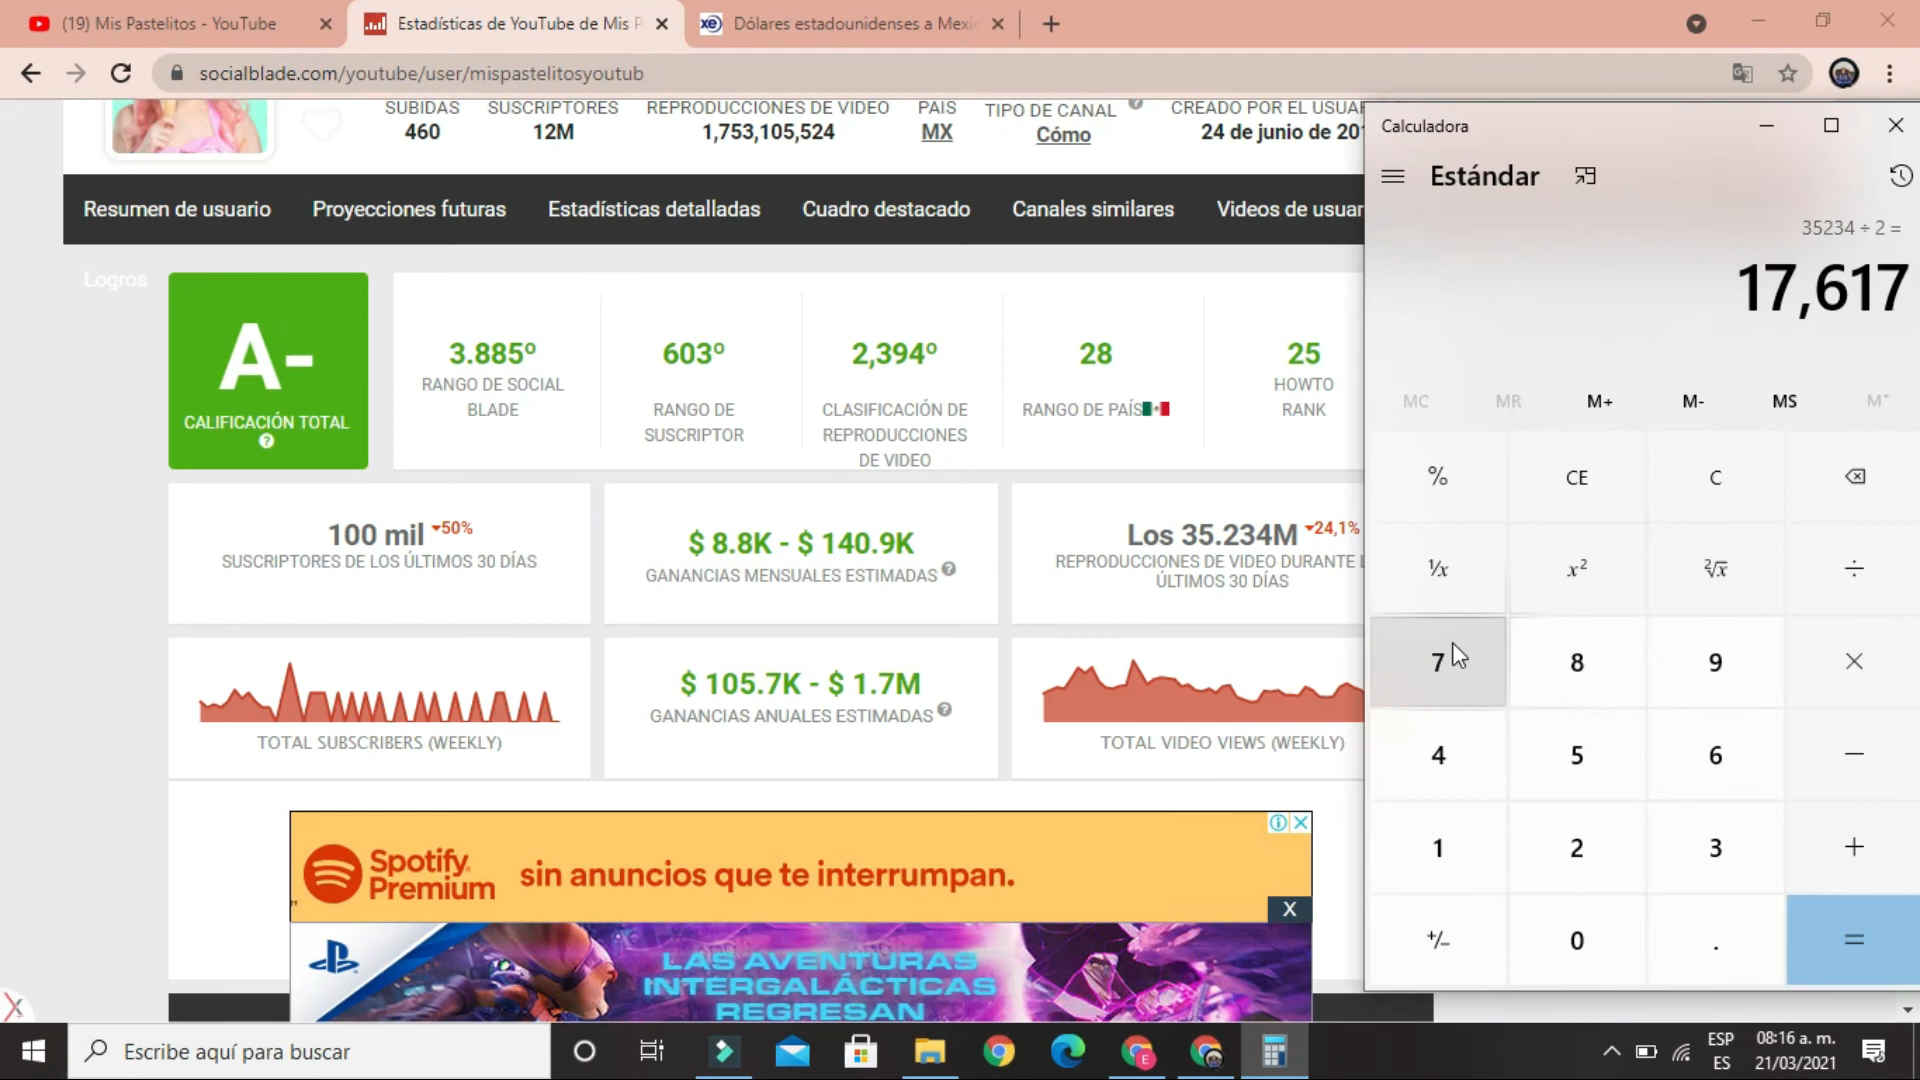 (19) Mis Pastelitos - YouTube
Estadísticas de YouTube de Mis P
Dólares estadounidenses a Mexic
socialblade.com/youtube/user/mispastelitosyoutub
SUBIDAS
460
SUSCRIPTORES
12M
REPRODUCCIONES DE VIDEO
1,753,105,524
PAIS
MX
TIPO DE CANAL
Cómo
CREADO POR EL USUA
24 de junio de 20
Resumen de usuario
Proyecciones futuras
Estadísticas detalladas
Cuadro destacado
Canales similares
Videos de usuar
Logros
A-
CALIFICACIÓN TOTAL
?
3.885º
RANGO DE SOCIAL
BLADE
603º
RANGO DE
SUSCRIPTOR
2,394º
CLASIFICACIÓN DE
REPRODUCCIONES
DE VIDEO
28
RANGO DE PAÍS
25
HOWTO
RANK
100 mil 50%
SUSCRIPTORES DE LOS ÚLTIMOS 30 DÍAS
$ 8.8K - $ 140.9K
GANANCIAS MENSUALES ESTIMADAS ?
Los 35.234M 24,1%
REPRODUCCIONES DE VIDEO DURANTE L
ÚLTIMOS 30 DÍAS
TOTAL SUBSCRIBERS (WEEKLY)
$ 105.7K - $ 1.7M
GANANCIAS ANUALES ESTIMADAS ?
TOTAL VIDEO VIEWS (WEEKLY)
Spotify
Premium
sin anuncios que te interrumpan.
X
"
LAS AVENTURAS
INTERGALÁCTICAS
REGRESAN
Calculadora
Estándar
35234 ÷ 2 =
17,617
MC MR M+ M- MS M
% CE C
⅟x x² ²√x ÷
7 8 9 ×
4 5 6 −
1 2 3 +
+/− 0 . =
Escribe aquí para buscar
E
ESP
ES
08:16 a. m.
21/03/2021